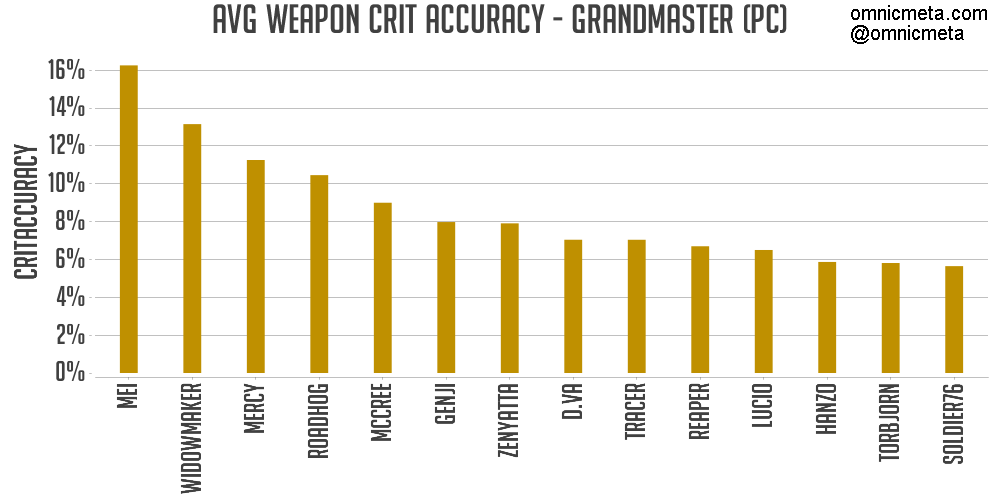 AVG WEAPON CRIT ACCURACY - GRANDMASTER (PC)
omnicmeta.com
@omnicmeta
CRITACCURACY
16%
14%
12%
10%
8%
6%
4%
2%
0%
MEI
WIDOWMAKER
MERCY
ROADHOG
MCCREE
GENJI
ZENYATTA
D.VA
TRACER
REAPER
LUCIO
HANZO
TORBJORN
SOLDIER76